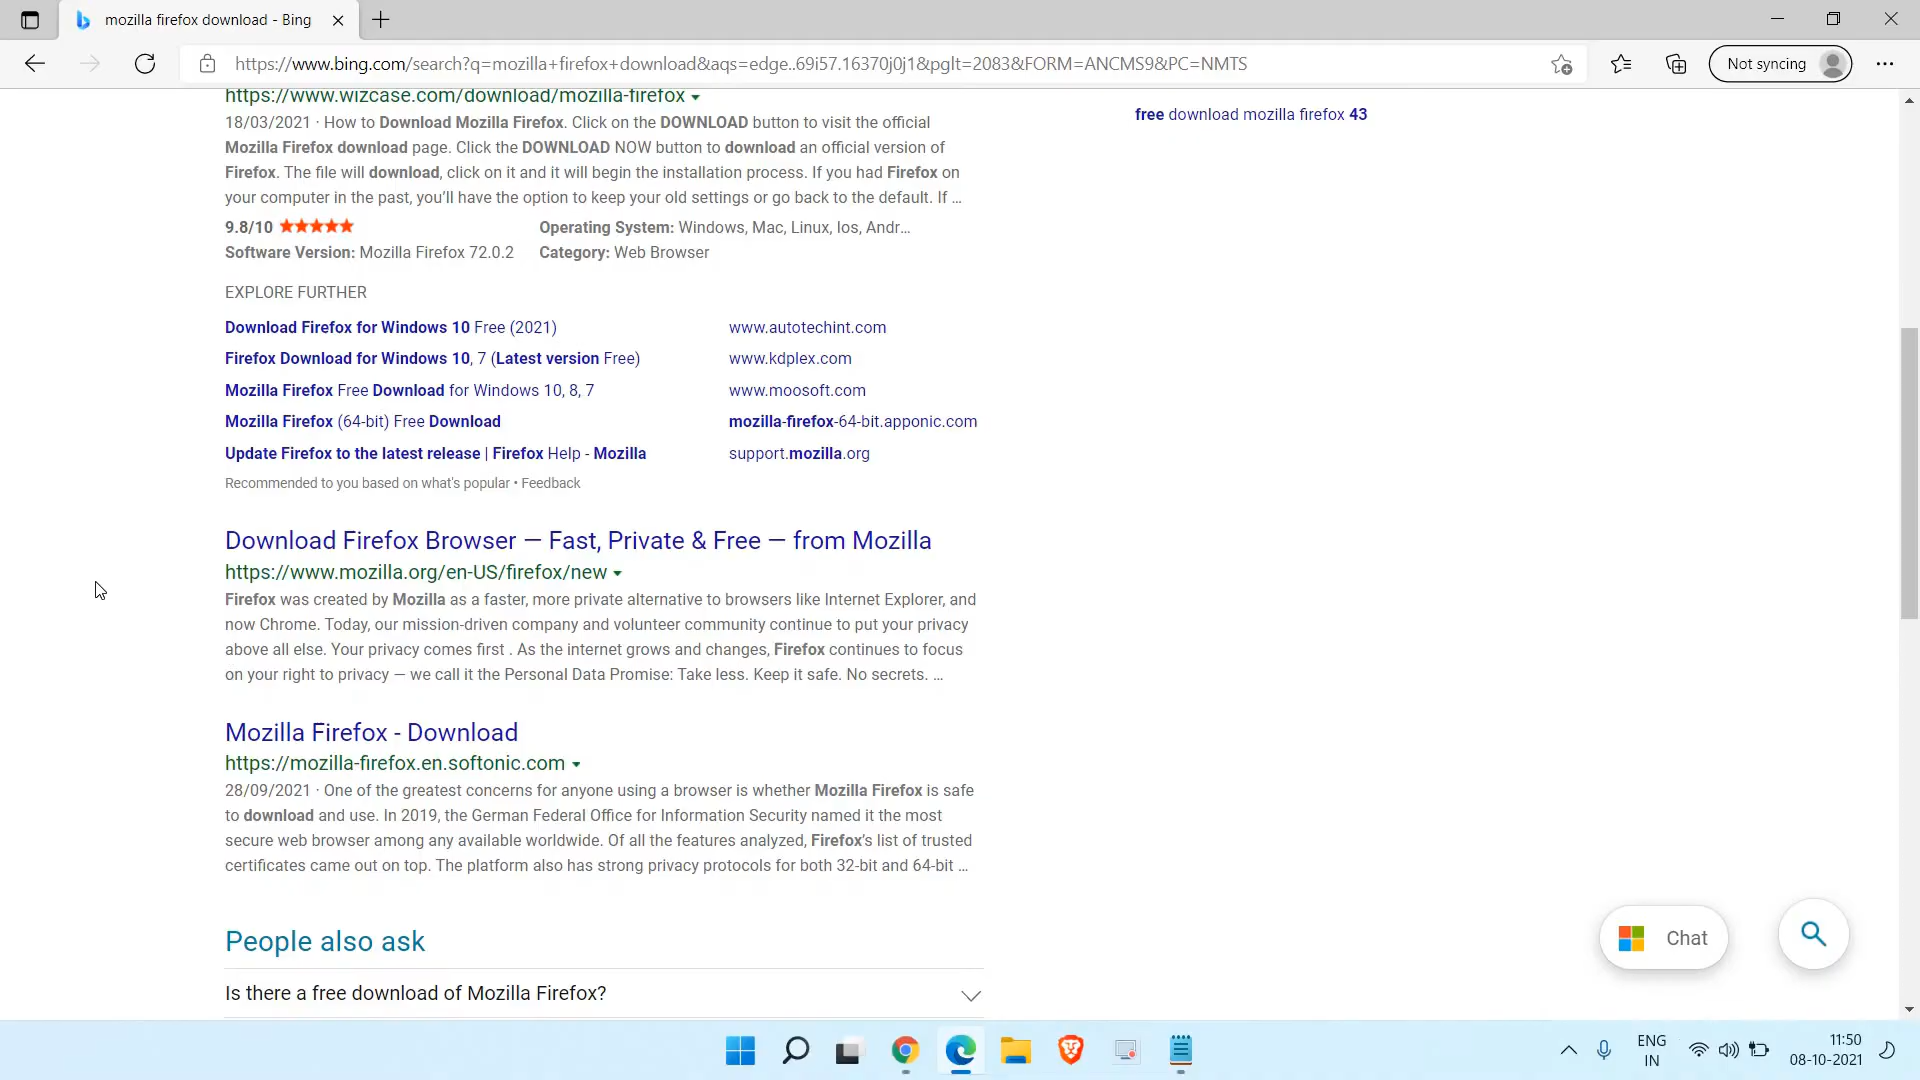 mozilla firefox download - Bing
https://www.bing.com/search?q=mozilla+firefox+download&aqs=edge..69i57.16370j0j1&pglt=2083&FORM=ANCMS9&PC=NMTS
Not syncing
https://www.wizcase.com/download/mozilla-firefox
18/03/2021 · How to Download Mozilla Firefox. Click on the DOWNLOAD button to visit the official
Mozilla Firefox download page. Click the DOWNLOAD NOW button to download an official version of
Firefox. The file will download, click on it and it will begin the installation process. If you had Firefox on
your computer in the past, you'll have the option to keep your old settings or go back to the default. If ...
9.8/10 Operating System: Windows, Mac, Linux, Ios, Andr...
Software Version: Mozilla Firefox 72.0.2 Category: Web Browser
free download mozilla firefox 43
EXPLORE FURTHER
Download Firefox for Windows 10 Free (2021) www.autotechint.com
Firefox Download for Windows 10, 7 (Latest version Free) www.kdplex.com
Mozilla Firefox Free Download for Windows 10, 8, 7 www.moosoft.com
Mozilla Firefox (64-bit) Free Download mozilla-firefox-64-bit.apponic.com
Update Firefox to the latest release | Firefox Help - Mozilla support.mozilla.org
Recommended to you based on what's popular • Feedback
Download Firefox Browser — Fast, Private & Free — from Mozilla
https://www.mozilla.org/en-US/firefox/new
Firefox was created by Mozilla as a faster, more private alternative to browsers like Internet Explorer, and
now Chrome. Today, our mission-driven company and volunteer community continue to put your privacy
above all else. Your privacy comes first . As the internet grows and changes, Firefox continues to focus
on your right to privacy — we call it the Personal Data Promise: Take less. Keep it safe. No secrets. ...
Mozilla Firefox - Download
https://mozilla-firefox.en.softonic.com
28/09/2021 · One of the greatest concerns for anyone using a browser is whether Mozilla Firefox is safe
to download and use. In 2019, the German Federal Office for Information Security named it the most
secure web browser among any available worldwide. Of all the features analyzed, Firefox's list of trusted
certificates came out on top. The platform also has strong privacy protocols for both 32-bit and 64-bit ...
People also ask
Is there a free download of Mozilla Firefox?
Chat
ENG
IN
11:50
08-10-2021